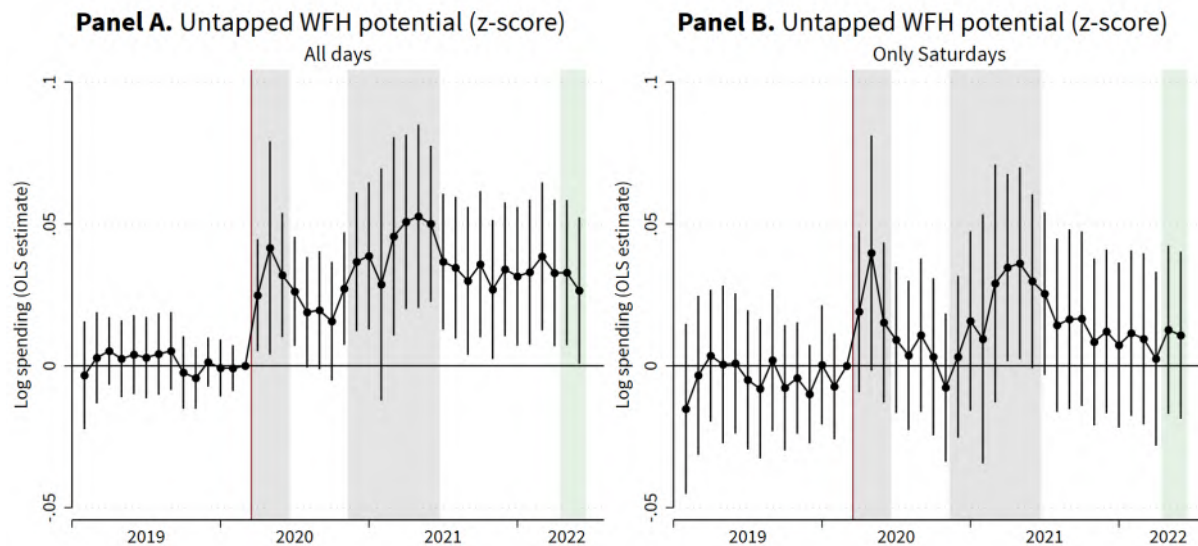 Panel A. Untapped WFH potential (z-score)
All days
Log spending (OLS estimate)
.1
.05
0
-.05
2019 2020 2021 2022
Panel B. Untapped WFH potential (z-score)
Only Saturdays
Log spending (OLS estimate)
.1
.05
0
-.05
2019 2020 2021 2022